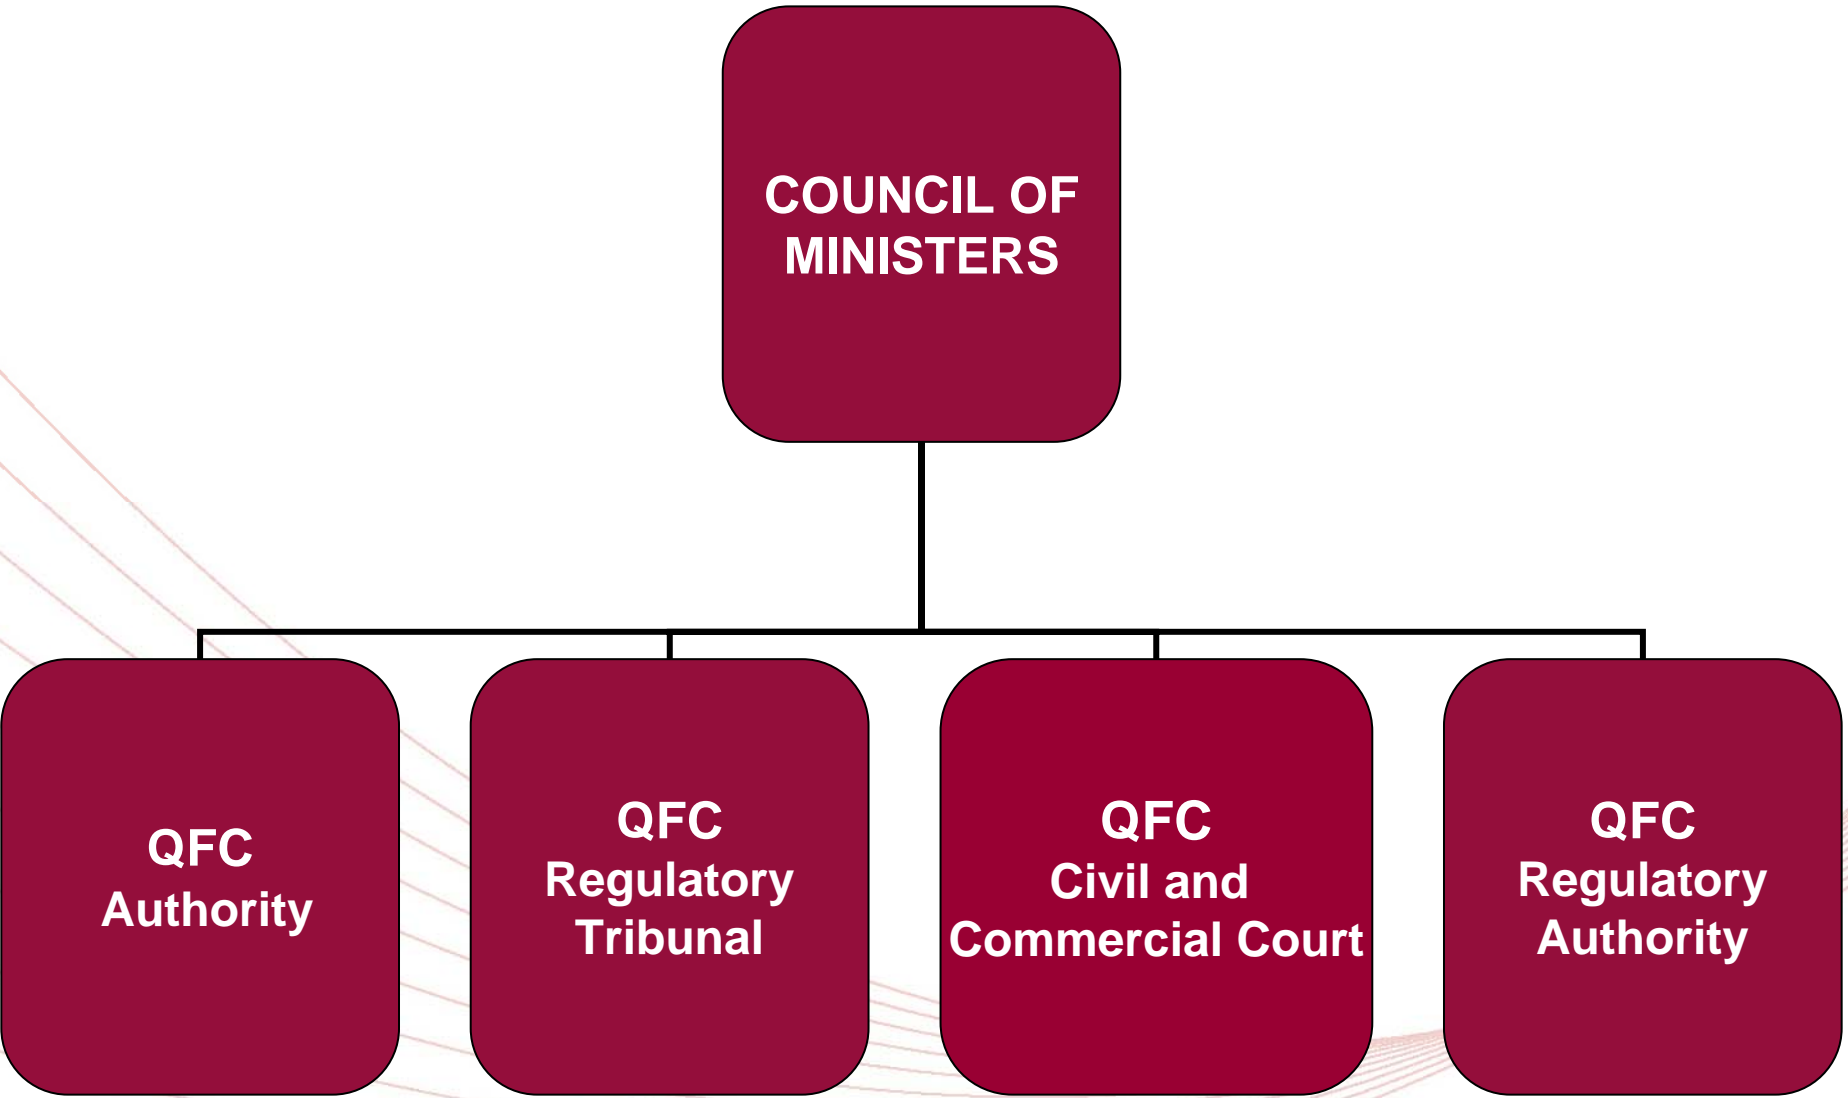 COUNCIL OF
MINISTERS
QFC
Authority
QFC
Regulatory
Tribunal
QFC
Civil and
Commercial Court
QFC
Regulatory
Authority